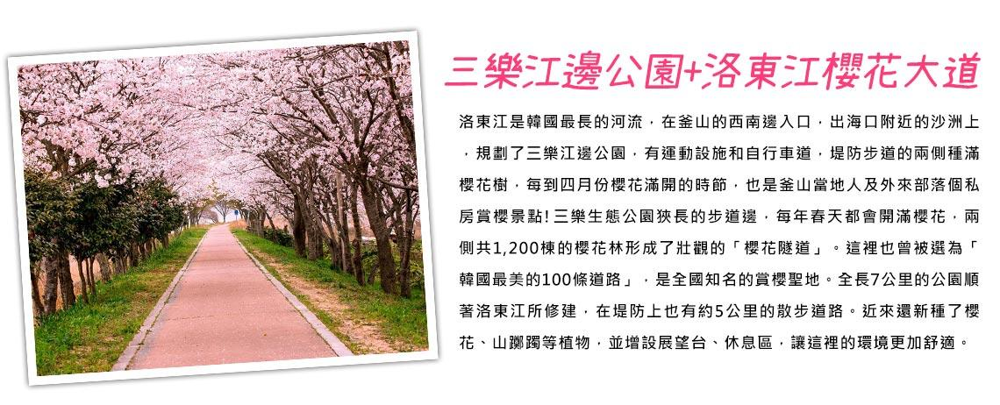 三樂江邊公園+洛東江櫻花大道
洛東江是韓國最長的河流，在釜山的西南邊入口，出海口附近的沙洲上
，規劃了三樂江邊公園，有運動設施和自行車道，堤防步道的兩側種滿
櫻花樹，每到四月份櫻花滿開的時節，也是釜山當地人及外來部落個私
房賞櫻景點!三樂生態公園狹長的步道邊，每年春天都會開滿櫻花，兩
側共1,200棟的櫻花林形成了壯觀的「櫻花隧道」。這裡也曾被選為「
韓國最美的100條道路」，是全國知名的賞櫻聖地。全長7公里的公園順
著洛東江所修建，在堤防上也有約5公里的散步道路。近來還新種了櫻
花、山躑躅等植物，並增設展望台、休息區，讓這裡的環境更加舒適。